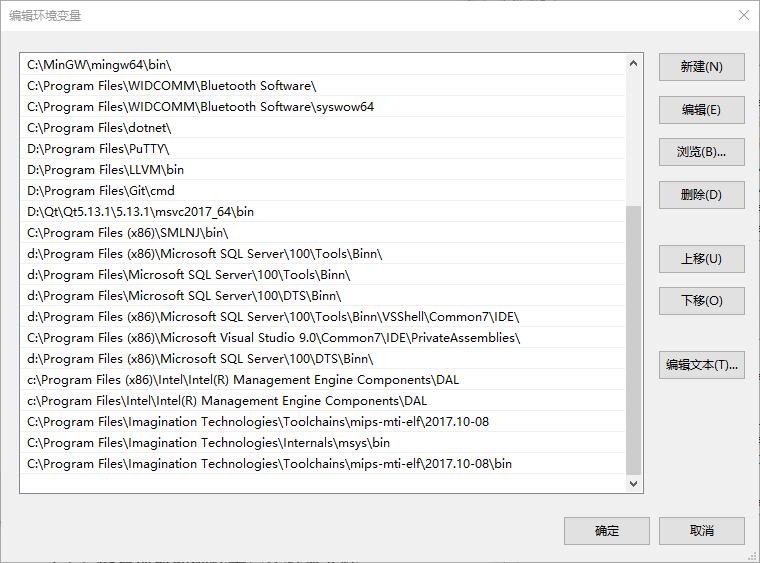 编辑环境变量
C:\MinGW\mingw64\bin\
C:\Program Files\WIDCOMM\Bluetooth Software\
C:\Program Files\WIDCOMM\Bluetooth Software\syswow64
C:\Program Files\dotnet\
D:\Program Files\PuTTY\
D:\Program Files\LLVM\bin
D:\Program Files\Git\cmd
D:\Qt\Qt5.13.1\5.13.1\msvc2017_64\bin
C:\Program Files (x86)\SMLNJ\bin\
d:\Program Files (x86)\Microsoft SQL Server\100\Tools\Binn\
d:\Program Files\Microsoft SQL Server\100\Tools\Binn\
d:\Program Files\Microsoft SQL Server\100\DTS\Binn\
d:\Program Files (x86)\Microsoft SQL Server\100\Tools\Binn\VSShell\Common7\IDE\
C:\Program Files (x86)\Microsoft Visual Studio 9.0\Common7\IDE\PrivateAssemblies\
d:\Program Files (x86)\Microsoft SQL Server\100\DTS\Binn\
c:\Program Files (x86)\Intel\Intel(R) Management Engine Components\DAL
c:\Program Files\Intel\Intel(R) Management Engine Components\DAL
C:\Program Files\Imagination Technologies\Toolchains\mips-mti-elf\2017.10-08
C:\Program Files\Imagination Technologies\Internals\msys\bin
C:\Program Files\Imagination Technologies\Toolchains\mips-mti-elf\2017.10-08\bin
新建(N)
编辑(E)
浏览(B)...
删除(D)
上移(U)
下移(O)
编辑文本(T)...
确定
取消